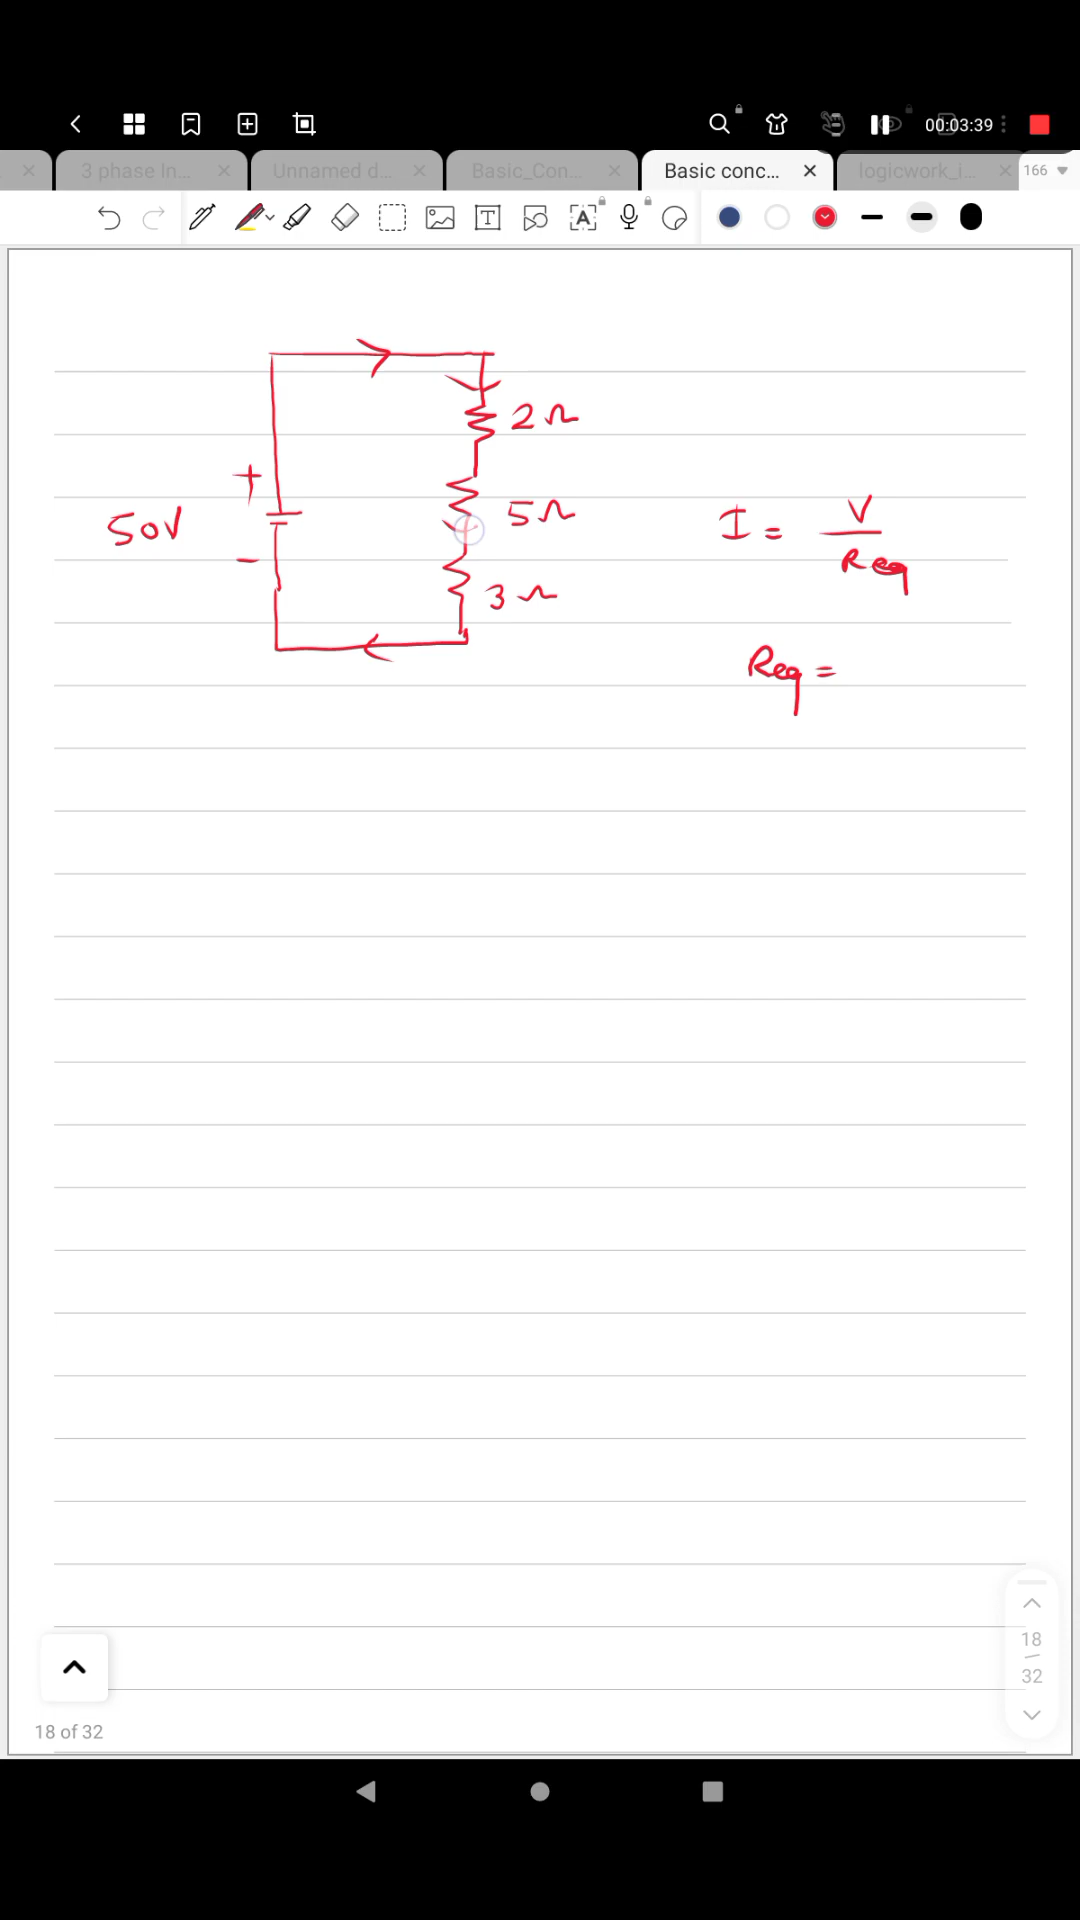 00:03:39
3 phase In...
Unnamed d...
Basic_Con...
Basic conc...
logicwork_i...
166
T
A
2Ω
+
50V
5Ω
I = V / Req
-
3Ω
Req =
18
32
18 of 32